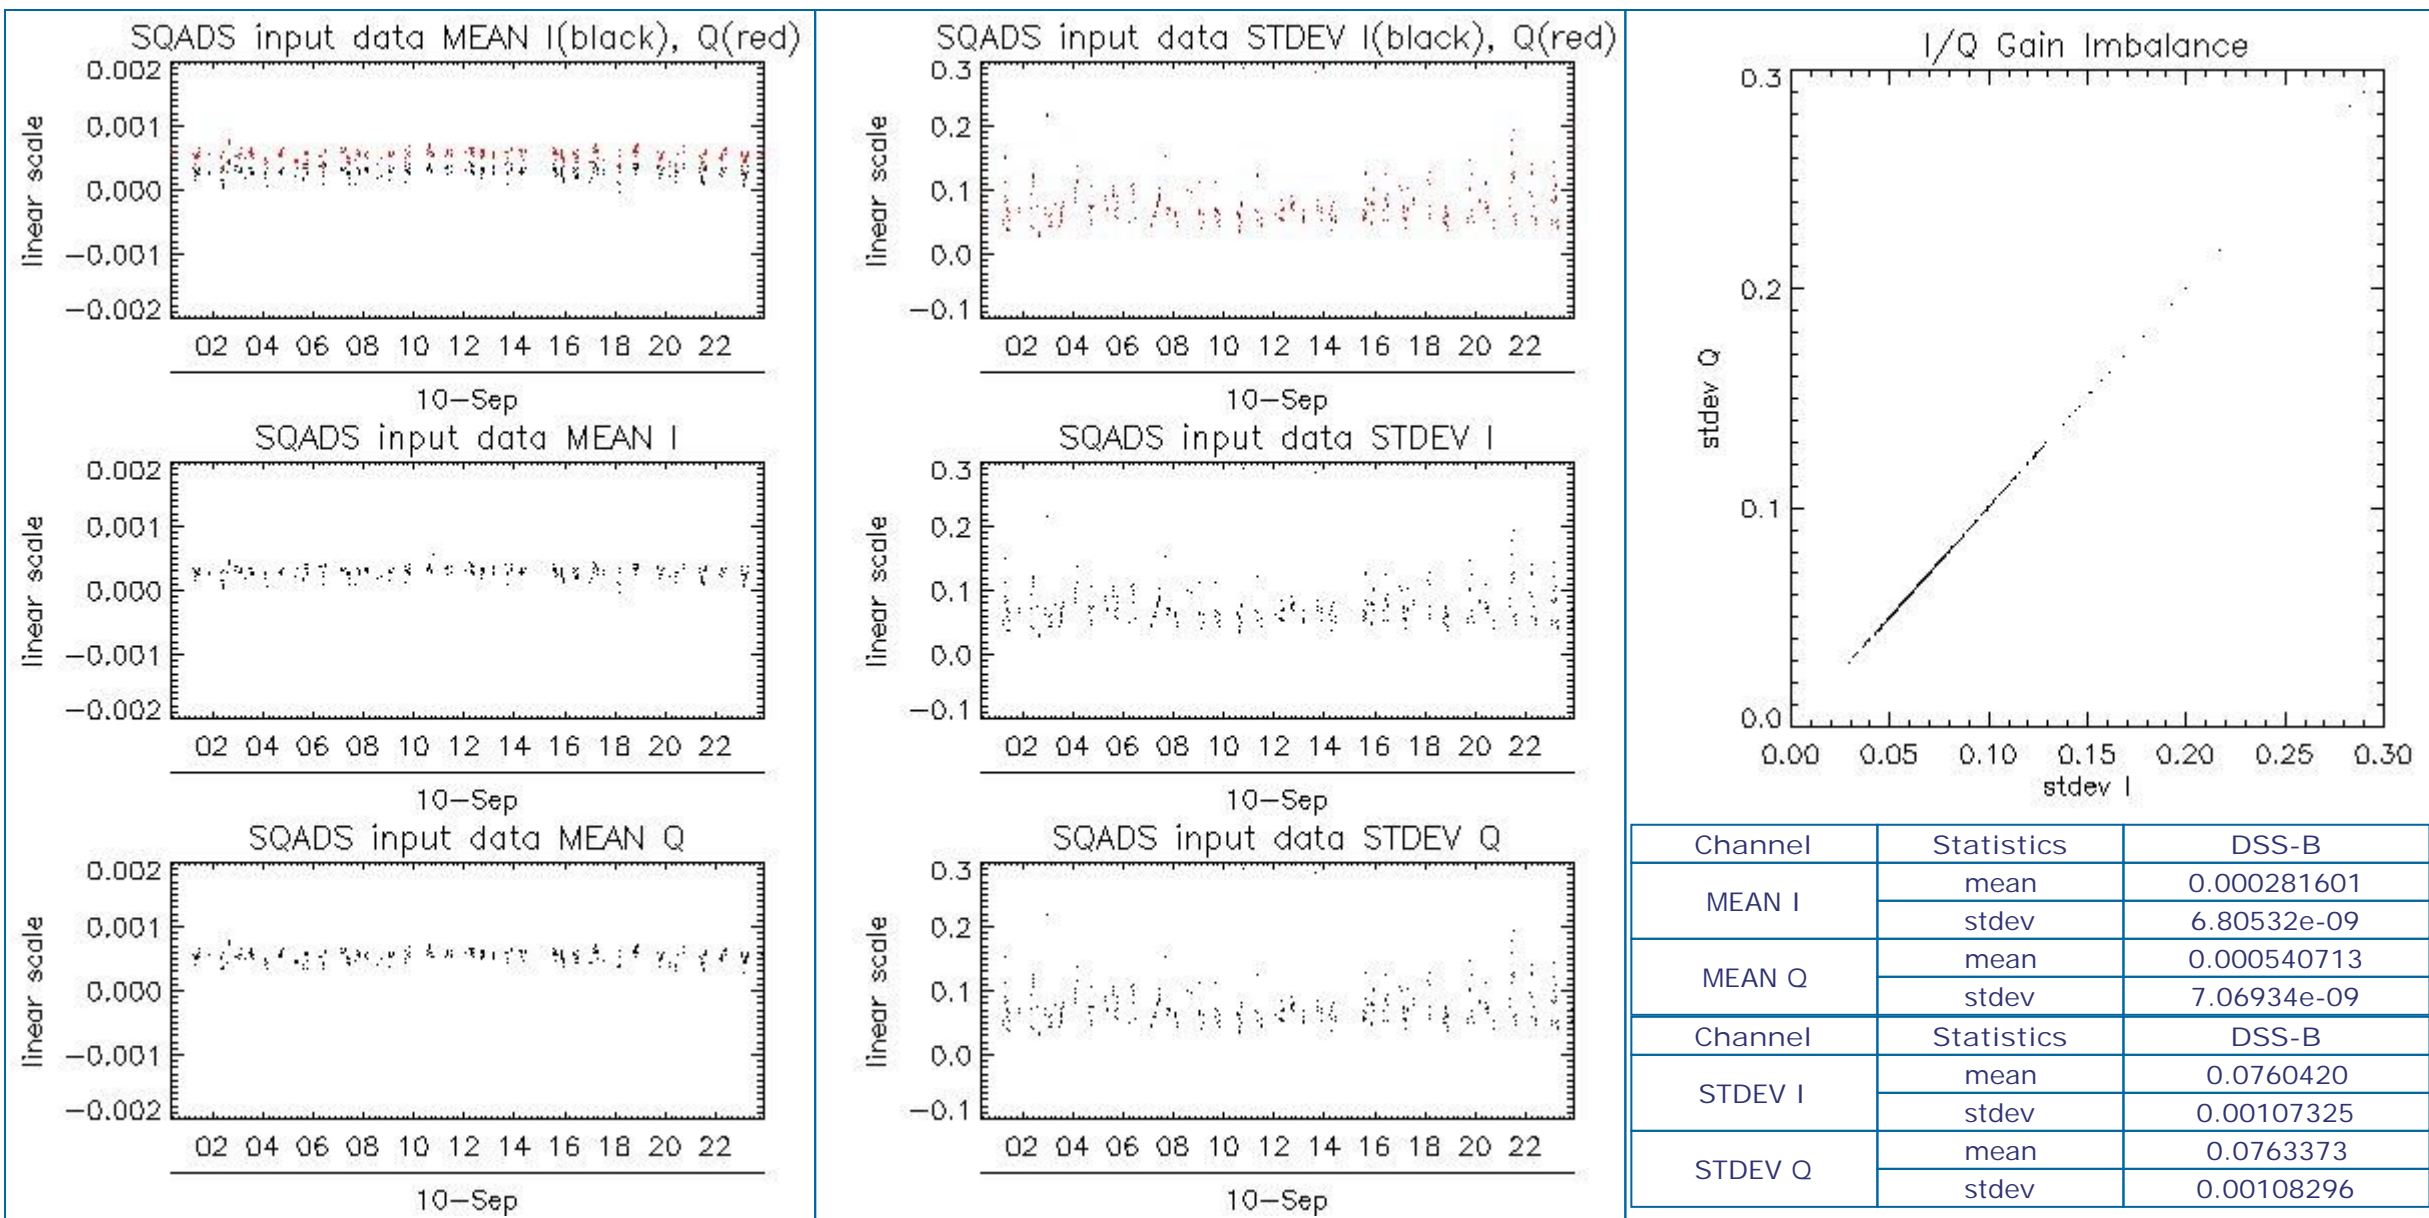 SQADS input data MEAN I(black), Q(red)
0.002
0.001
0.000
-0.001
-0.002
linear scale
02 04 06 08 10 12 14 16 18 20 22
10-Sep
SQADS input data MEAN I
0.002
0.001
0.000
-0.001
-0.002
linear scale
02 04 06 08 10 12 14 16 18 20 22
10-Sep
SQADS input data MEAN Q
0.002
0.001
0.000
-0.001
-0.002
linear scale
02 04 06 08 10 12 14 16 18 20 22
10-Sep
SQADS input data STDEV I(black), Q(red)
0.3
0.2
0.1
0.0
-0.1
linear scale
02 04 06 08 10 12 14 16 18 20 22
10-Sep
SQADS input data STDEV I
0.3
0.2
0.1
0.0
-0.1
linear scale
02 04 06 08 10 12 14 16 18 20 22
10-Sep
SQADS input data STDEV Q
0.3
0.2
0.1
0.0
-0.1
linear scale
02 04 06 08 10 12 14 16 18 20 22
10-Sep
I/Q Gain Imbalance
0.3
0.2
0.1
0.0
stdev Q
0.00 0.05 0.10 0.15 0.20 0.25 0.30
stdev I
Channel Statistics DSS-B
MEAN I mean 0.000281601
stdev 6.80532e-09
MEAN Q mean 0.000540713
stdev 7.06934e-09
Channel Statistics DSS-B
STDEV I mean 0.0760420
stdev 0.00107325
STDEV Q mean 0.0763373
stdev 0.00108296